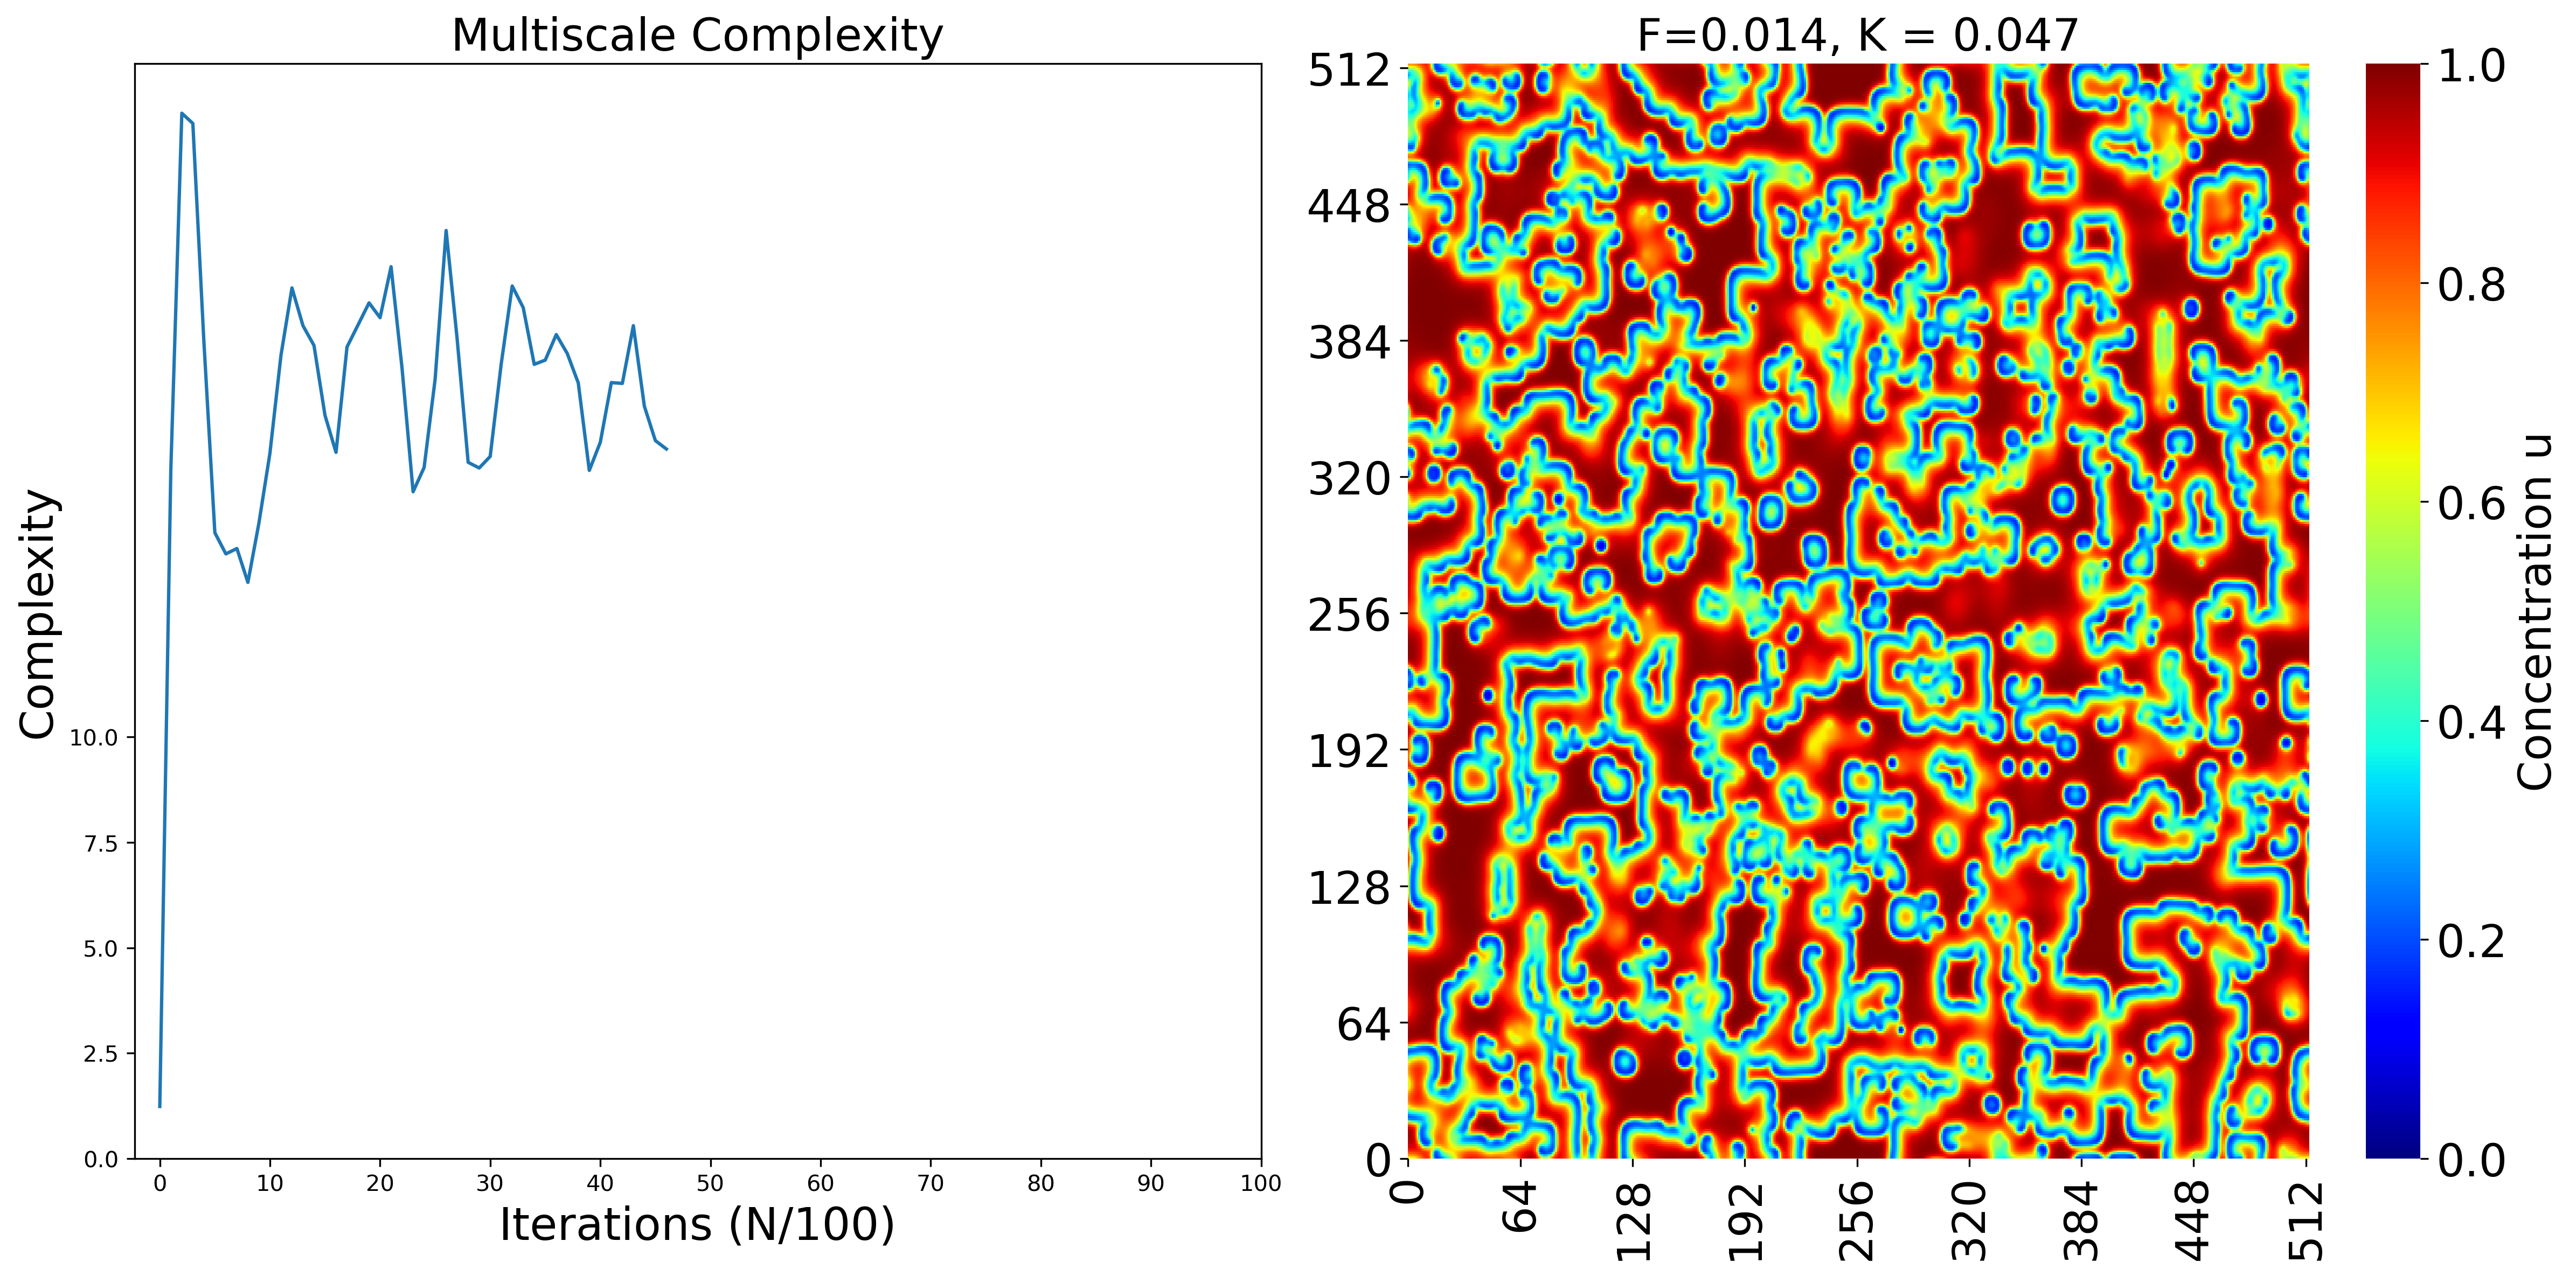 Multiscale Complexity
Complexity
10.0
7.5
5.0
2.5
0.0
0 10 20 30 40 50 60 70 80 90 100
Iterations (N/100)
F=0.014, K = 0.047
512
448
384
320
256
192
128
64
0
0 64 128 192 256 320 384 448 512
1.0
0.8
0.6
0.4
0.2
0.0
Concentration u